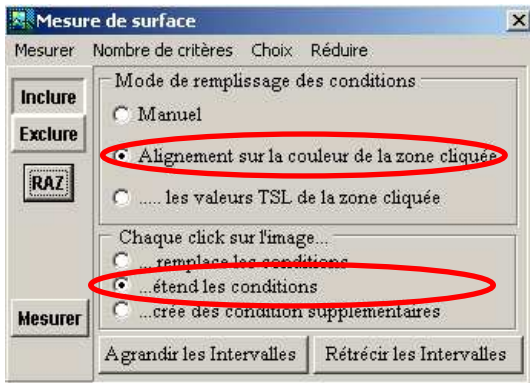 Mesure de surface
Mesurer Nombre de critères Choix Réduire
Inclure
Exclure
RAZ
Mesurer
Mode de remplissage des conditions
Manuel
Alignement sur la couleur de la zone cliquée
..... les valeurs TSL de la zone cliquée
Chaque click sur l'image...
... remplace les conditions
...étend les conditions
...crée des condition supplémentaires
Agrandir les Intervalles Rétrécir les Intervalles